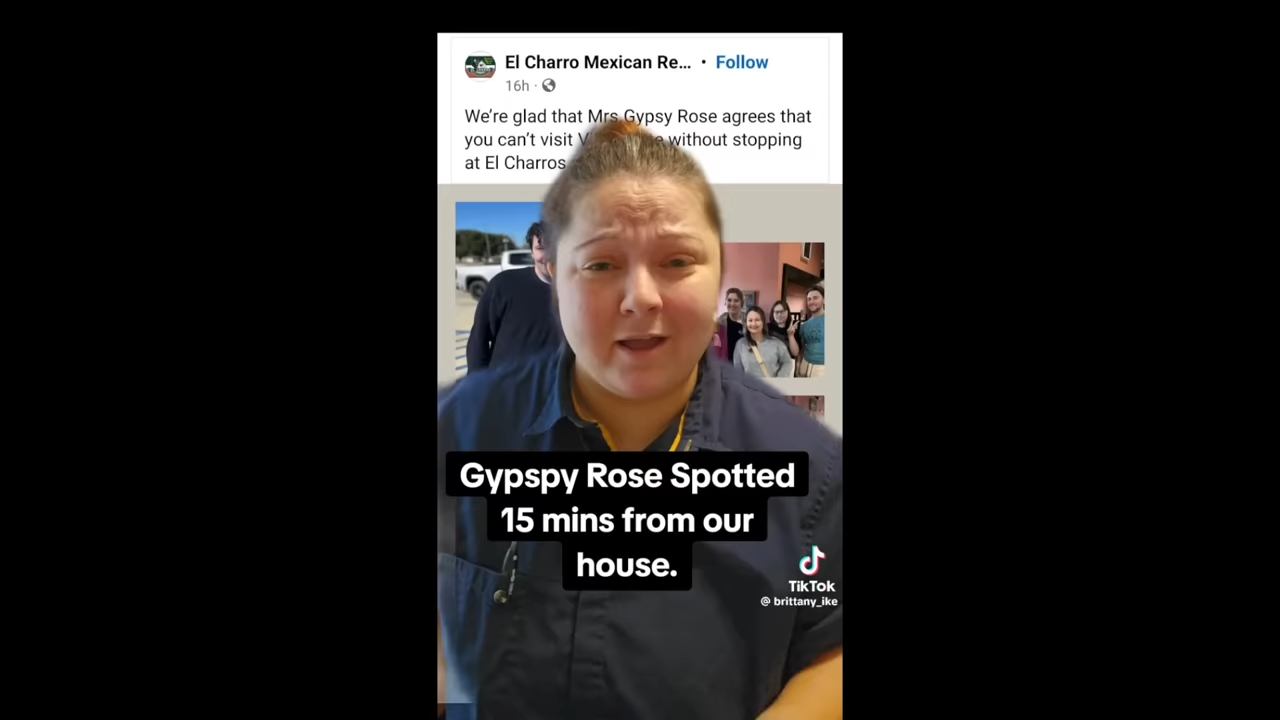 El Charro Mexican Re... • Follow
16h ·
We're glad that Mrs Gypsy Rose agrees that
you can't visit without stopping
at El Charros
Gypspy Rose Spotted
15 mins from our
house.
TikTok
@ brittany_ike